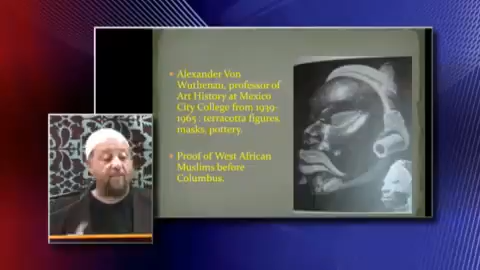 Alexander Von
Wuthenau, professor of
Art History at Mexico
City College from 1939-
1965 : terracotta figures,
masks, pottery.
Proof of West African
Muslims before
Columbus.